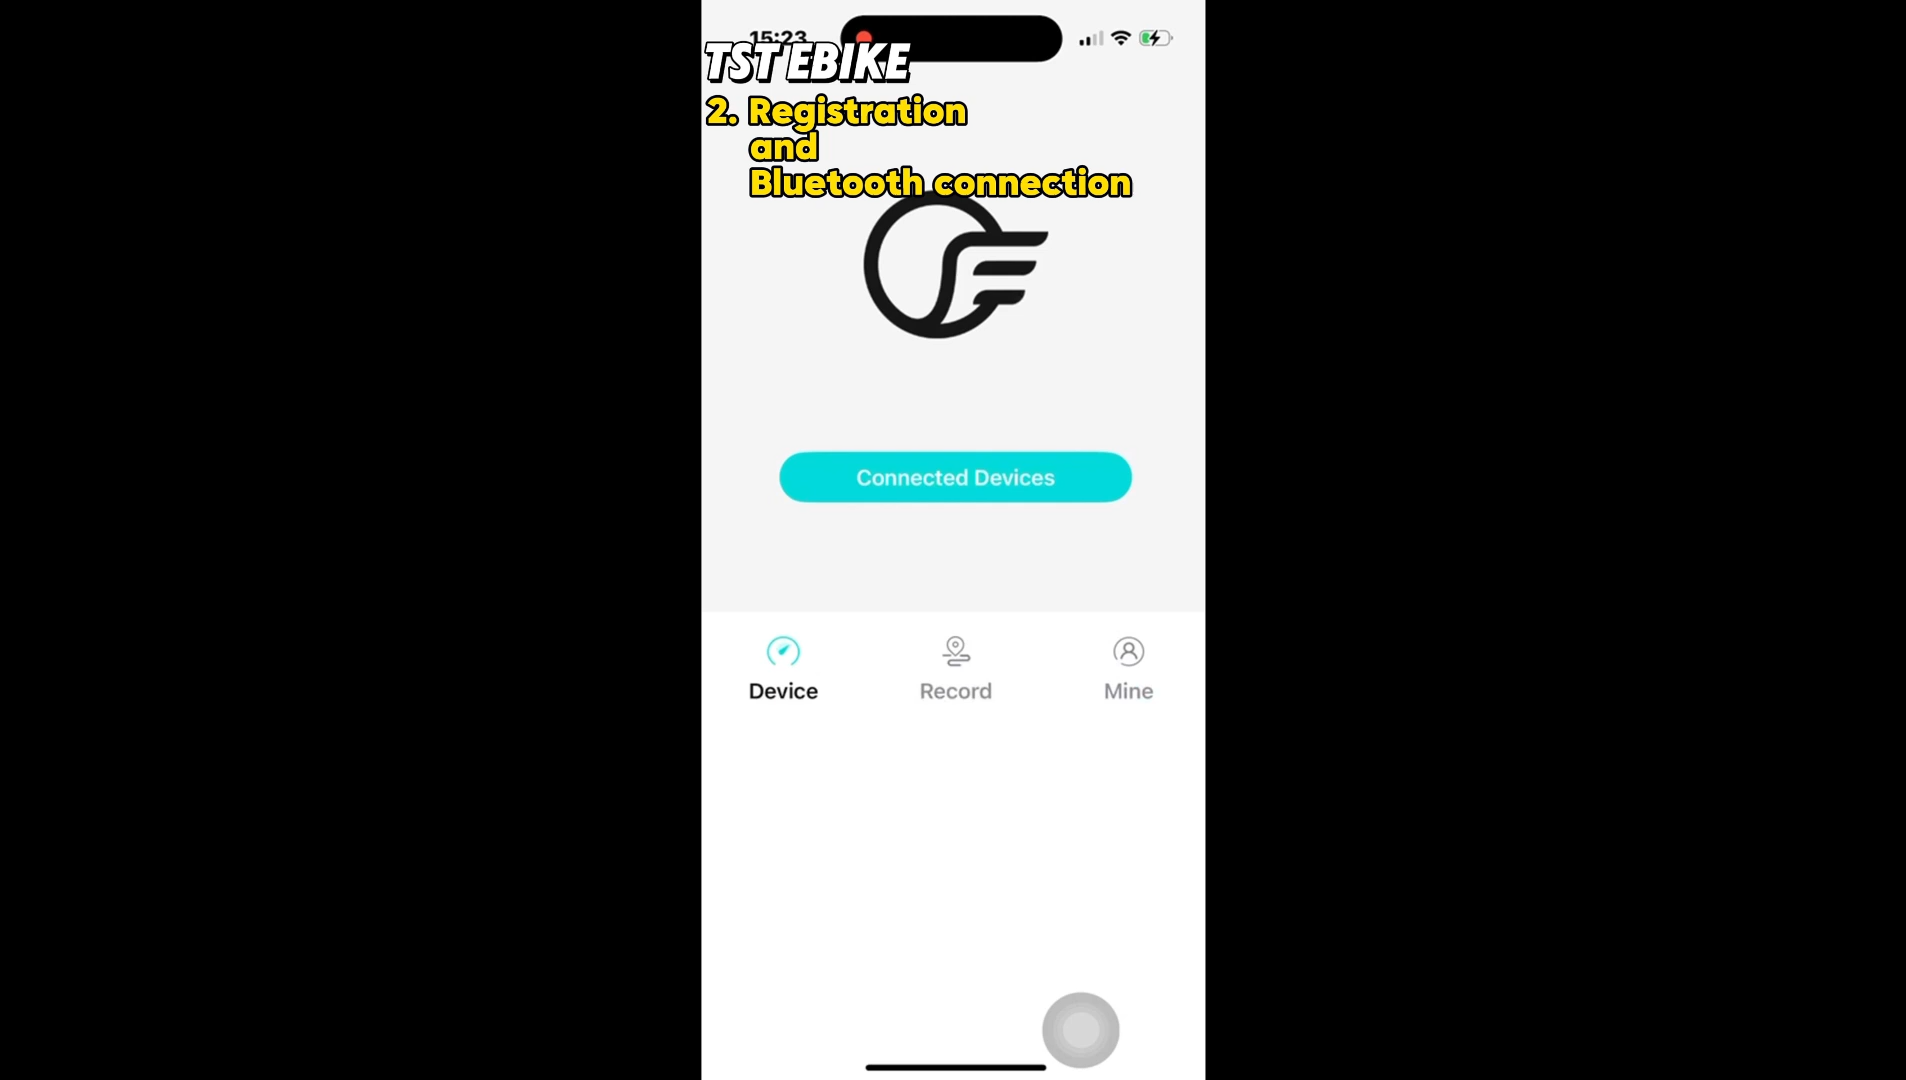 15:23
TST EBIKE
2. Registration
and
Bluetooth connection
Connected Devices
Device
Record
Mine